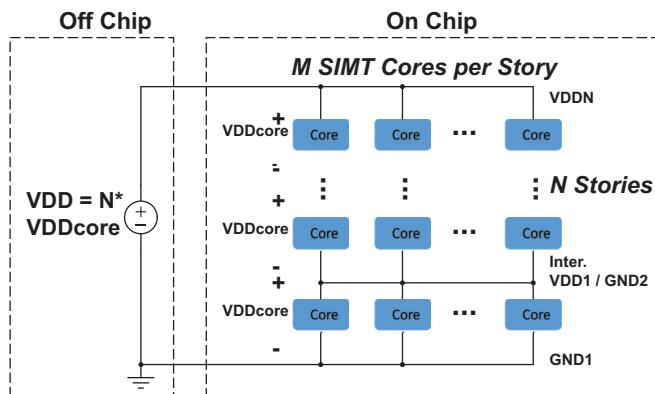 Off Chip
On Chip
M SIMT Cores per Story
VDDN
+
VDDcore
Core
Core
...
Core
-
⋮
⋮
⋮
N Stories
VDD = N*
VDDcore
+
-
+
VDDcore
Core
Core
...
Core
-
Inter.
VDD1 / GND2
+
VDDcore
Core
Core
...
Core
-
GND1